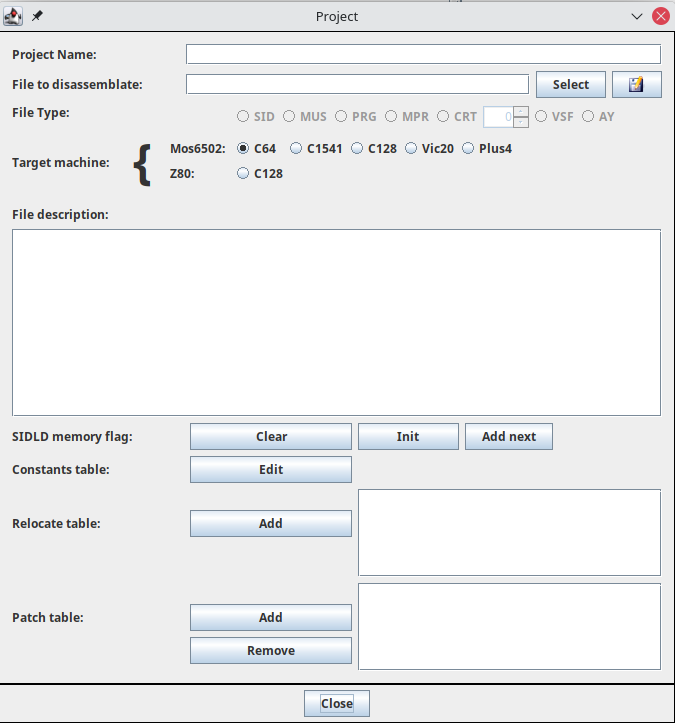 Project
Project Name:
File to disassemblate: Select
File Type: SID MUS PRG MPR CRT 0 VSF AY
Target machine: { Mos6502: C64 C1541 C128 Vic20 Plus4
Z80: C128
File description:
SIDLD memory flag: Clear Init Add next
Constants table: Edit
Relocate table: Add
Patch table: Add
Remove
Close